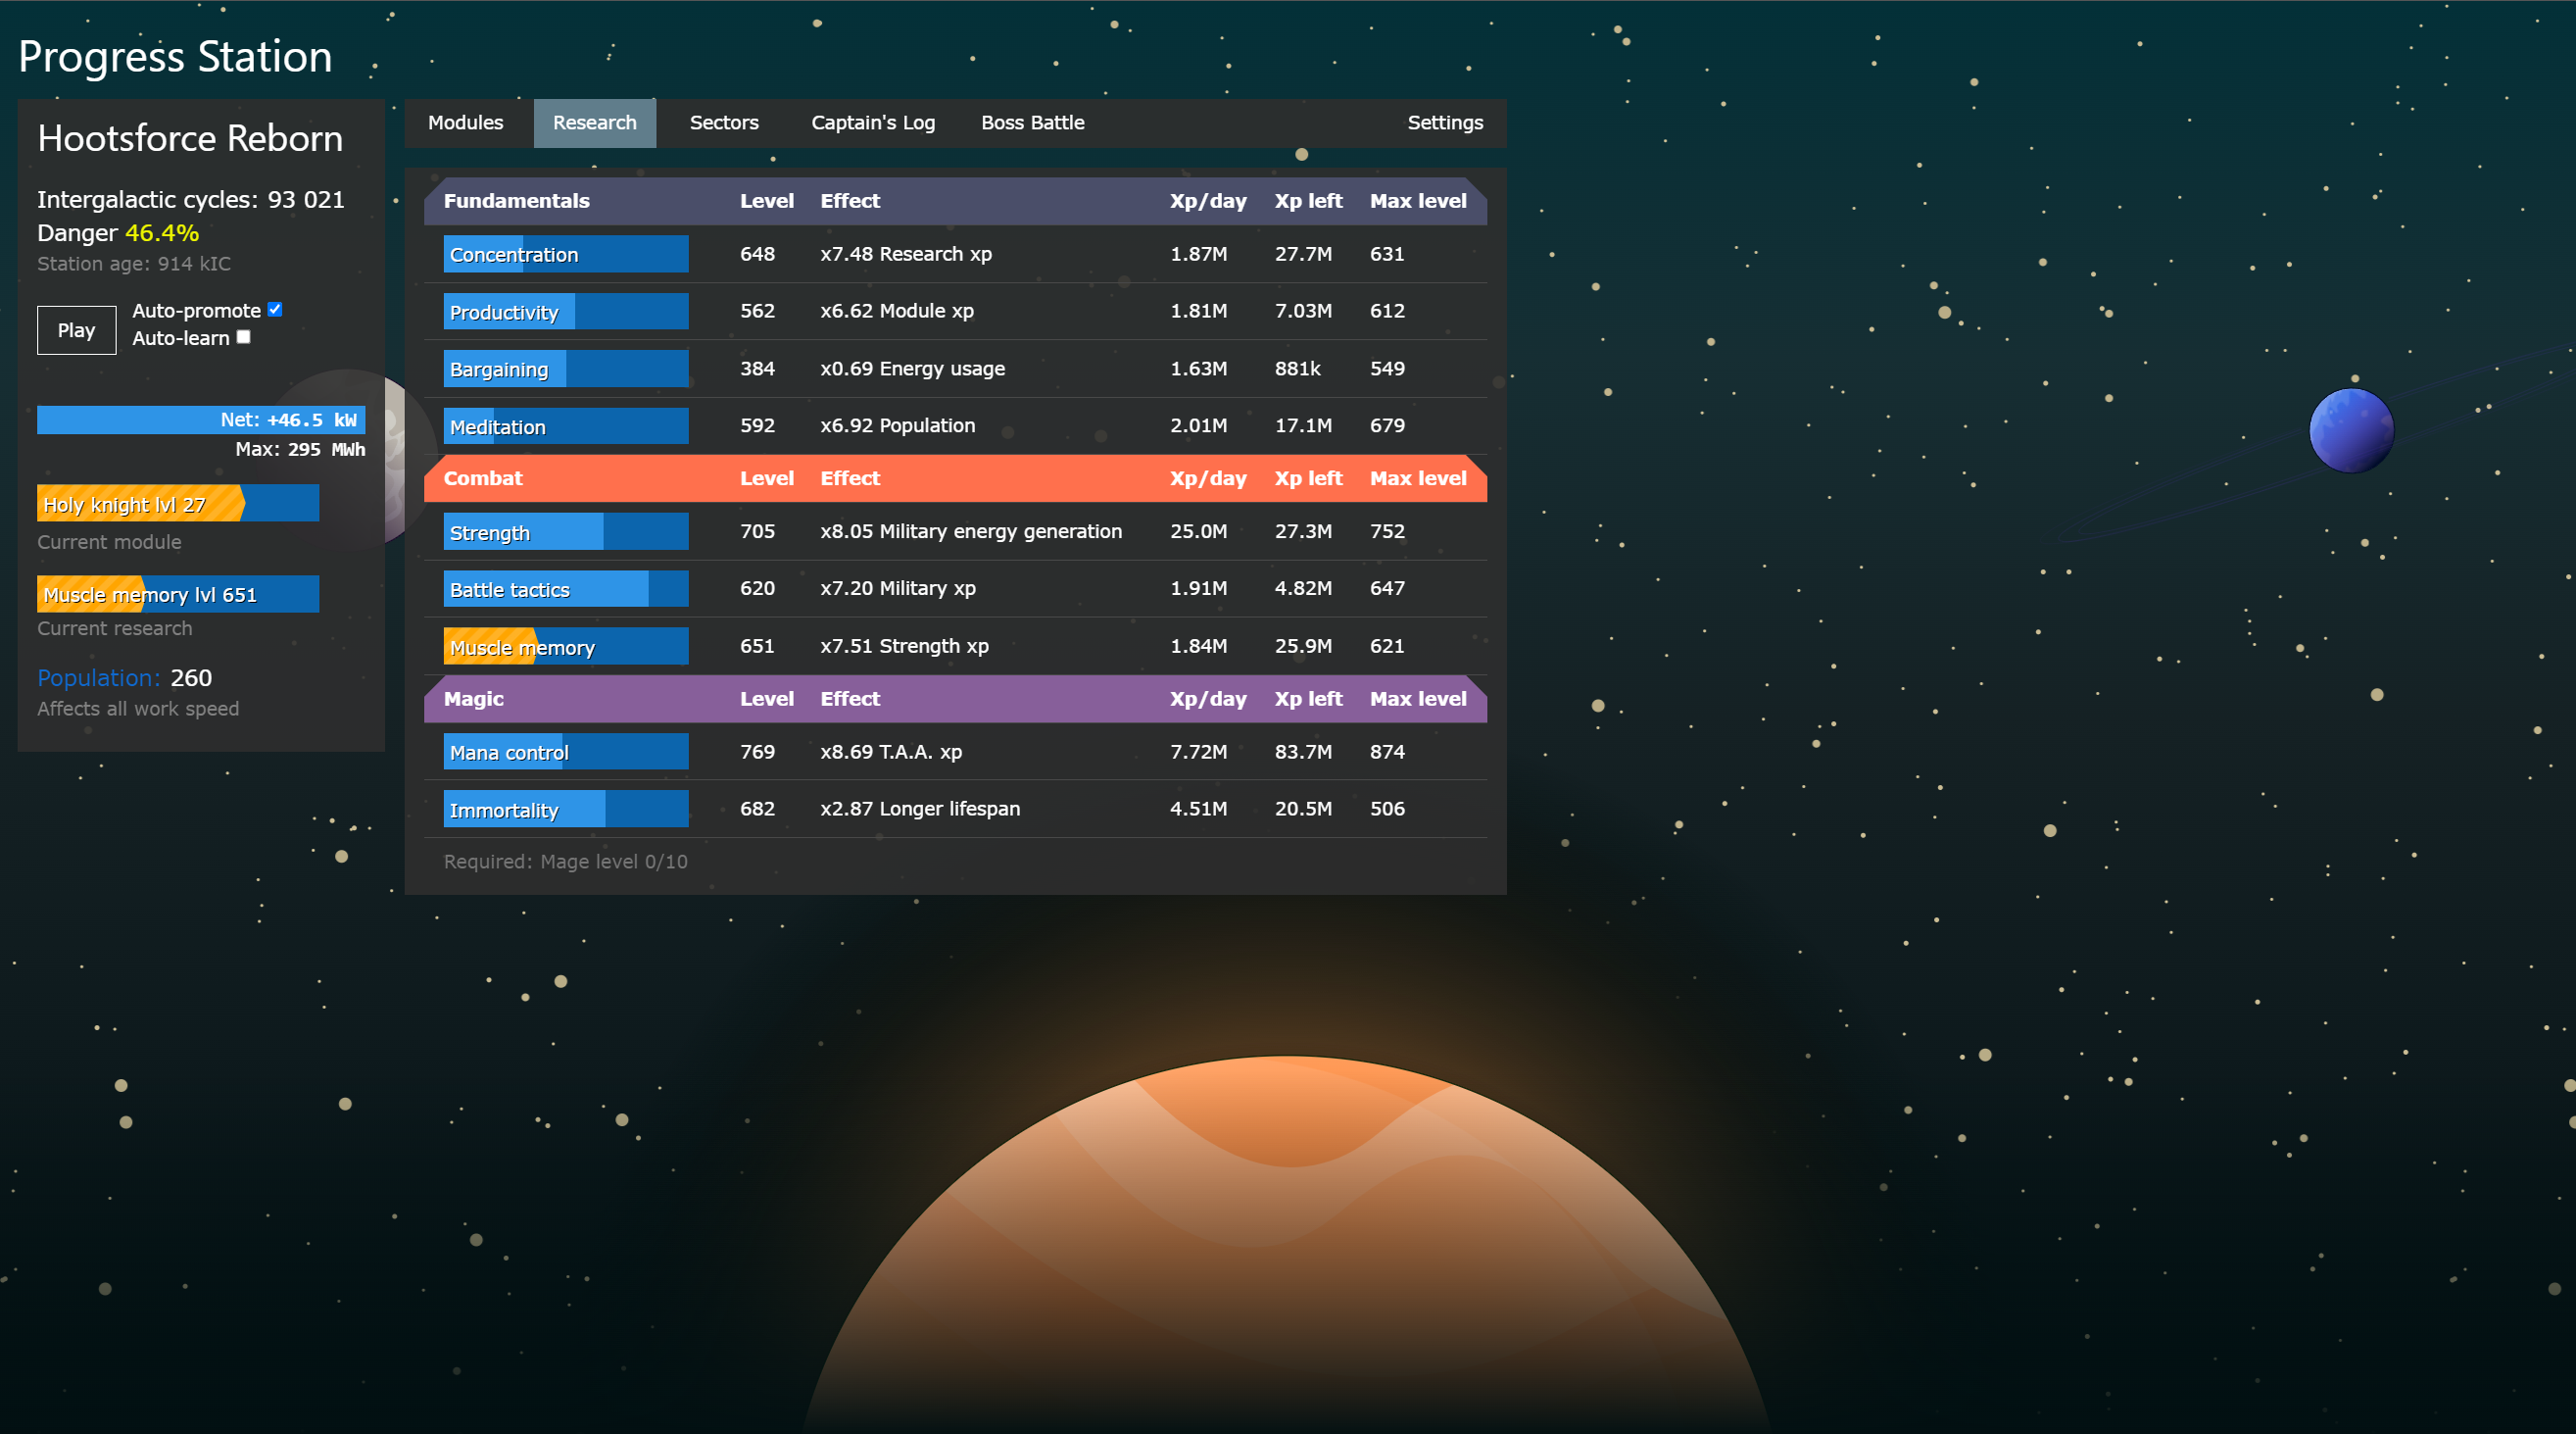 Progress Station
Hootsforce Reborn
Intergalactic cycles: 93 021
Danger 46.4%
Station age: 914 kIC
Play
Auto-promote
Auto-learn
Net: +46.5 kW
Max: 295 MWh
Holy knight lvl 27
Current module
Muscle memory lvl 651
Current research
Population: 260
Affects all work speed
Modules Research Sectors Captain's Log Boss Battle Settings
Fundamentals Level Effect Xp/day Xp left Max level
Concentration 648 x7.48 Research xp 1.87M 27.7M 631
Productivity 562 x6.62 Module xp 1.81M 7.03M 612
Bargaining 384 x0.69 Energy usage 1.63M 881k 549
Meditation 592 x6.92 Population 2.01M 17.1M 679
Combat Level Effect Xp/day Xp left Max level
Strength 705 x8.05 Military energy generation 25.0M 27.3M 752
Battle tactics 620 x7.20 Military xp 1.91M 4.82M 647
Muscle memory 651 x7.51 Strength xp 1.84M 25.9M 621
Magic Level Effect Xp/day Xp left Max level
Mana control 769 x8.69 T.A.A. xp 7.72M 83.7M 874
Immortality 682 x2.87 Longer lifespan 4.51M 20.5M 506
Required: Mage level 0/10